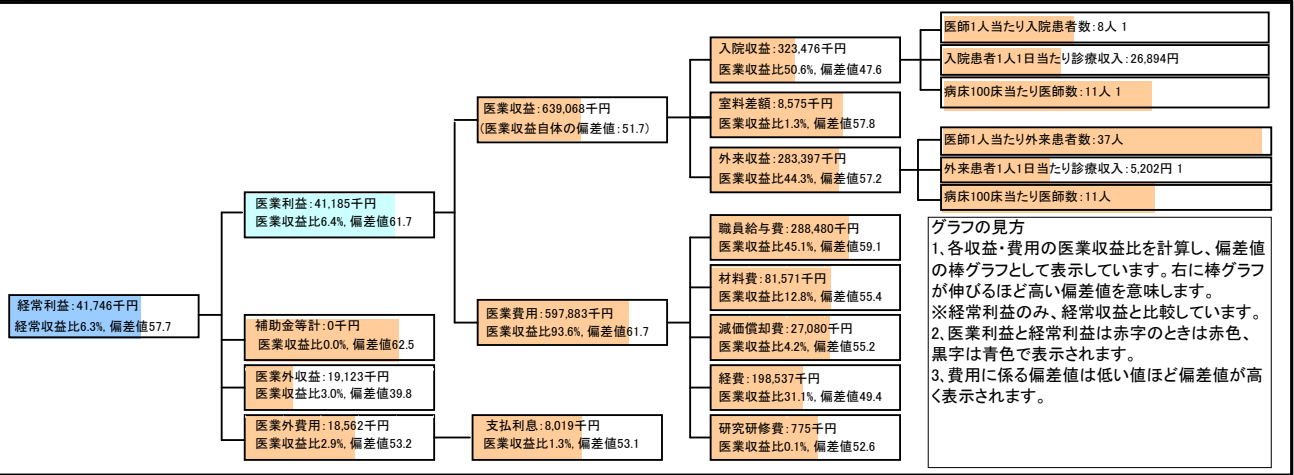 経常利益:41,746千円
経常収益比6.3%, 偏差値57.7
医業利益:41,185千円
医業収益比6.4%, 偏差値61.7
補助金等計:0千円
医業収益比0.0%, 偏差値62.5
医業外収益:19,123千円
医業収益比3.0%, 偏差値39.8
医業外費用:18,562千円
医業収益比2.9%, 偏差値53.2
医業収益:639,068千円
(医業収益自体の偏差値:51.7)
医業費用:597,883千円
医業収益比93.6%, 偏差値61.7
支払利息:8,019千円
医業収益比1.3%, 偏差値53.1
入院収益:323,476千円
医業収益比50.6%, 偏差値47.6
室料差額:8,575千円
医業収益比1.3%, 偏差値57.8
外来収益:283,397千円
医業収益比44.3%, 偏差値57.2
職員給与費:288,480千円
医業収益比45.1%, 偏差値59.1
材料費:81,571千円
医業収益比12.8%, 偏差値55.4
減価償却費:27,080千円
医業収益比4.2%, 偏差値55.2
経費:198,537千円
医業収益比31.1%, 偏差値49.4
研究研修費:775千円
医業収益比0.1%, 偏差値52.6
医師1人当たり入院患者数:8人 1
入院患者1人1日当たり診療収入:26,894円
病床100床当たり医師数:11人 1
医師1人当たり外来患者数:37人
外来患者1人1日当たり診療収入:5,202円 1
病床100床当たり医師数:11人
グラフの見方
1、各収益・費用の医業収益比を計算し、偏差値
の棒グラフとして表示しています。右に棒グラフ
が伸びるほど高い偏差値を意味します。
※経常利益のみ、経常収益と比較しています。
2、医業利益と経常利益は赤字のときは赤色、
黒字は青色で表示されます。
3、費用に係る偏差値は低い値ほど偏差値が高
く表示されます。